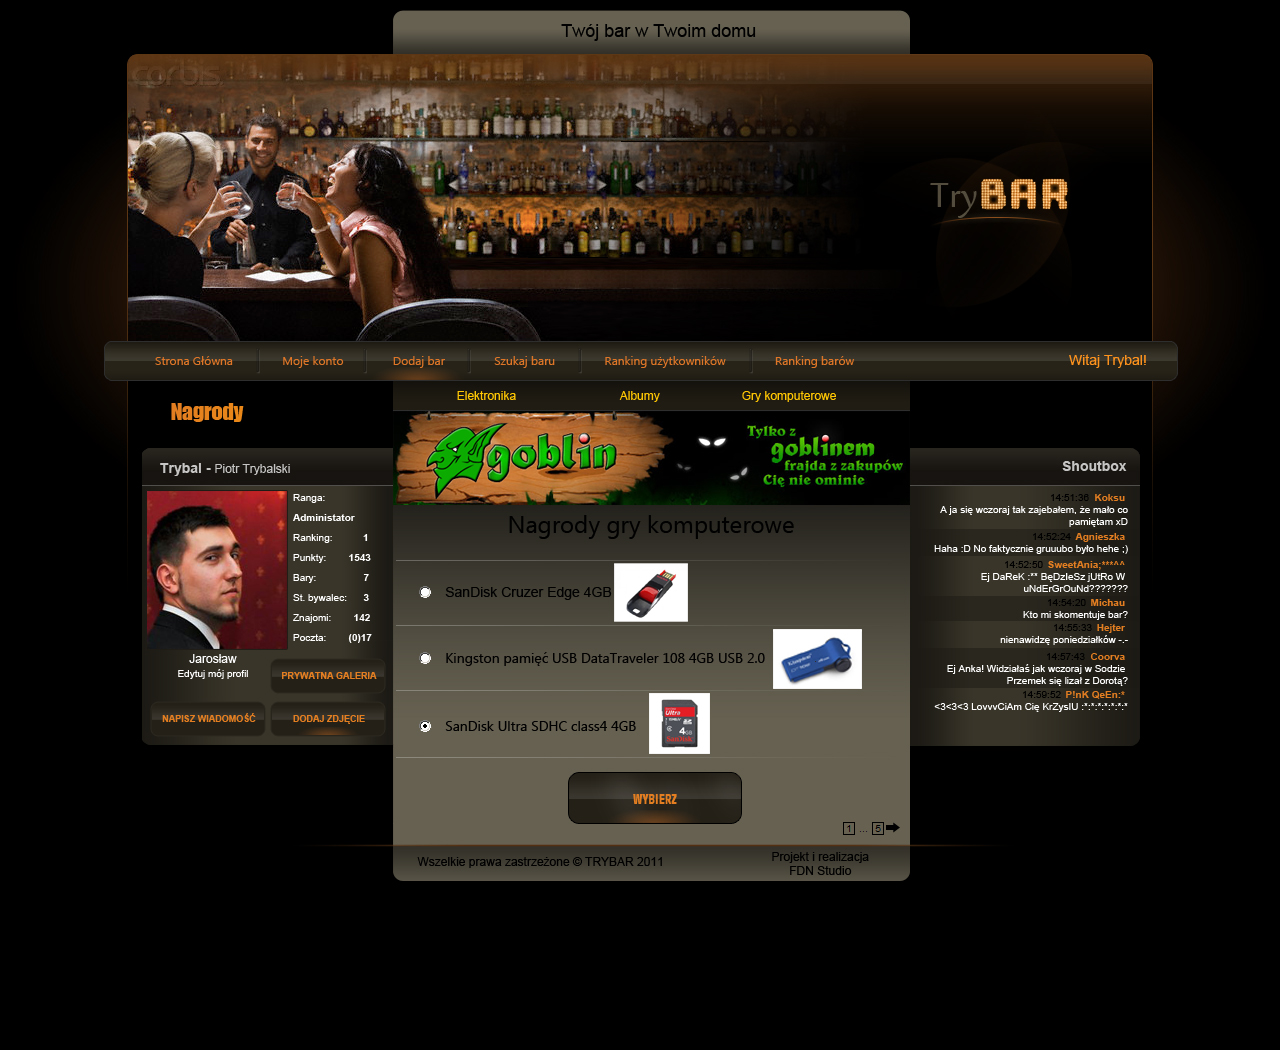 Twój bar w Twoim domu
corbis.
TryBAR
Strona Główna
Moje konto
Dodaj bar
Szukaj baru
Ranking użytkowników
Ranking barów
Witaj Trybal!
Nagrody
Elektronika
Albumy
Gry komputerowe
goblin
Tylko z
goblinem
frajda z zakupów
Cię nie ominie
Trybal - Piotr Trybalski
Ranga:
Administator
Ranking: 1
Punkty: 1543
Bary: 7
St. bywalec: 3
Znajomi: 142
Poczta: (0)17
Jarosław
Edytuj mój profil
PRYWATNA GALERIA
NAPISZ WIADOMOŚĆ
DODAJ ZDJĘCIE
Nagrody gry komputerowe
SanDisk Cruzer Edge 4GB
Kingston pamięć USB DataTraveler 108 4GB USB 2.0
SanDisk Ultra SDHC class4 4GB
Ultra
4
4GB
SanDisk
WYBIERZ
1 ... 5
Shoutbox
14:51:36 Koksu
A ja się wczoraj tak zajebałem, że mało co
pamiętam xD
14:52:24 Agnieszka
Haha :D No faktycznie gruuubo było hehe ;)
14:52:50 SweetAnia;***^^
Ej DaReK :** BęDzIeSz jUtRo W
uNdErGrOuNd???????
14:54:20 Michau
Kto mi skomentuje bar?
14:55:33 Hejter
nienawidzę poniedziałków -.-
14:57:43 Coorva
Ej Anka! Widziałaś jak wczoraj w Sodzie
Przemek się lizał z Dorotą?
14:59:52 P!nK QeEn:*
<3<3<3 LovvvCiAm Cię KrZysIU :*:*:*:*:*:*:*
Wszelkie prawa zastrzeżone © TRYBAR 2011
Projekt i realizacja
FDN Studio